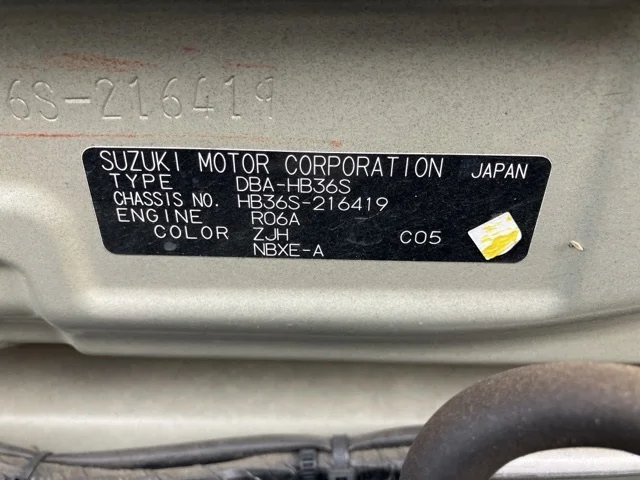 6S-216419
SUZUKI MOTOR CORPORATION JAPAN
TYPE DBA-HB36S
CHASSIS NO. HB36S-216419
ENGINE R06A
COLOR ZJH C05
NBXE-A